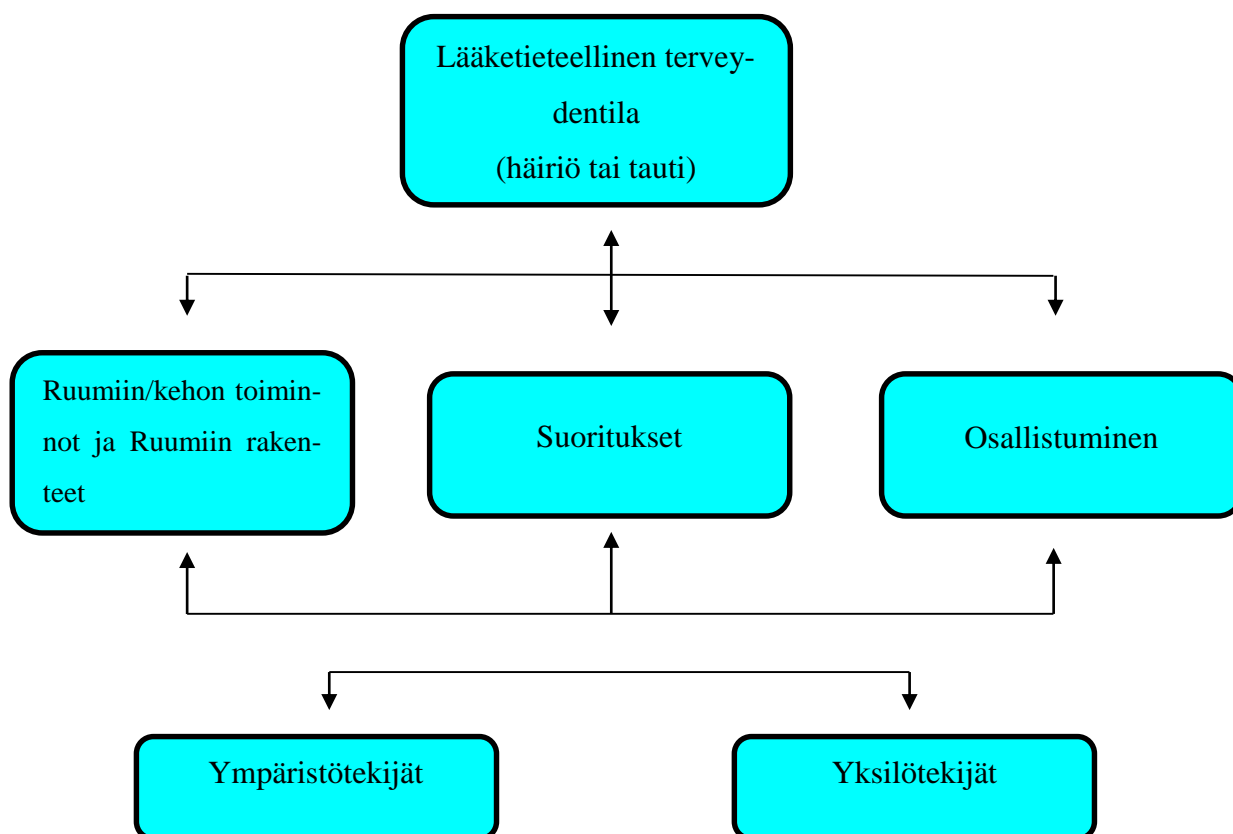 Lääketieteellinen tervey-
dentila
(häiriö tai tauti)
Ruumiin/kehon toimin-
not ja Ruumiin raken-
teet
Suoritukset
Osallistuminen
Ympäristötekijät
Yksilötekijät